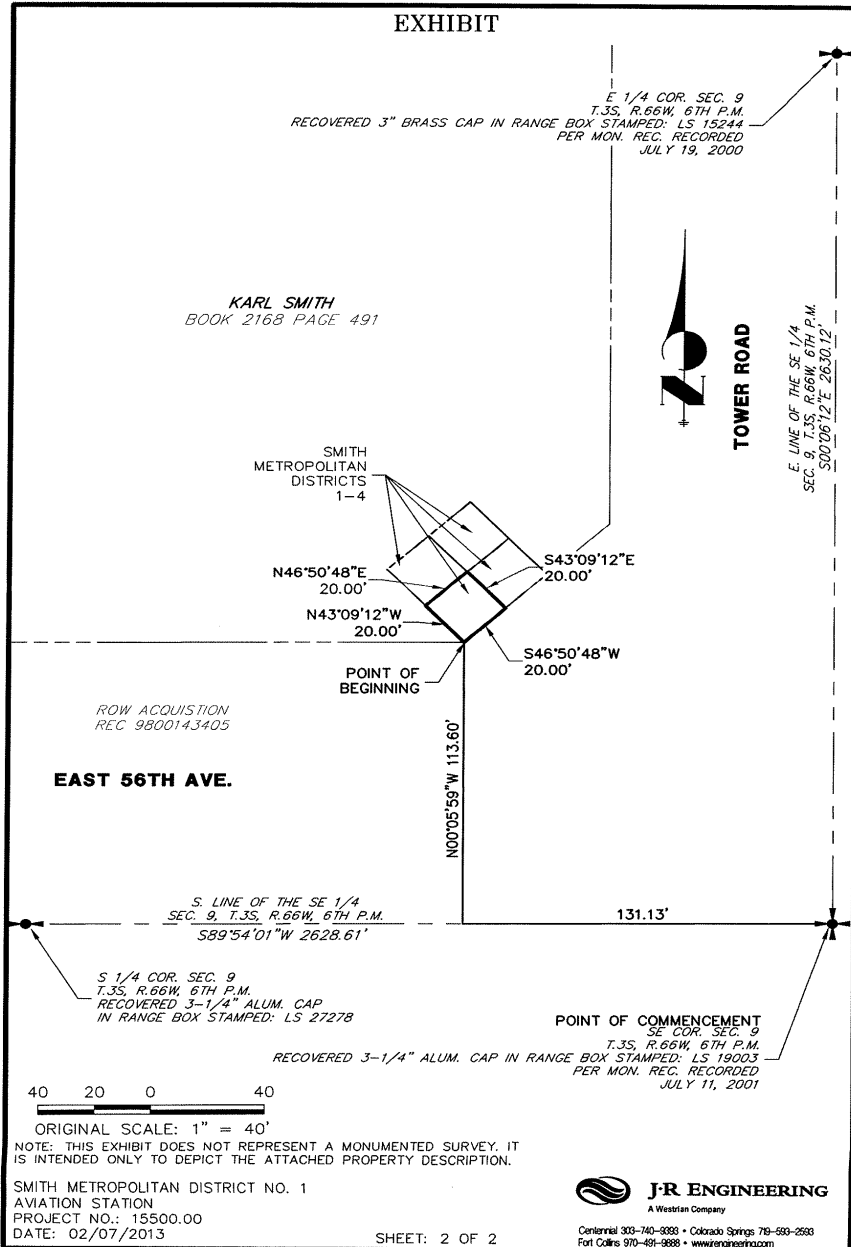 EXHIBIT
E 1/4 COR. SEC. 9
T.3S, R.66W, 6TH P.M.
RECOVERED 3" BRASS CAP IN RANGE BOX STAMPED: LS 15244
PER MON. REC. RECORDED
JULY 19, 2000
KARL SMITH
BOOK 2168 PAGE 491
N
TOWER ROAD
E. LINE OF THE SE 1/4
SEC. 9, T.3S, R.66W, 6TH P.M.
S00°06'12"E 2630.12'
SMITH
METROPOLITAN
DISTRICTS
1-4
N46°50'48"E
20.00'
S43°09'12"E
20.00'
N43°09'12"W
20.00'
S46°50'48"W
20.00'
POINT OF
BEGINNING
ROW ACQUISTION
REC 9800143405
EAST 56TH AVE.
N00°05'59"W 113.60'
S. LINE OF THE SE 1/4
SEC. 9, T.3S, R.66W, 6TH P.M.
S89°54'01"W 2628.61'
131.13'
S 1/4 COR. SEC. 9
T.3S, R.66W, 6TH P.M.
RECOVERED 3-1/4" ALUM. CAP
IN RANGE BOX STAMPED: LS 27278
POINT OF COMMENCEMENT
SE COR. SEC. 9
T.3S, R.66W, 6TH P.M.
RECOVERED 3-1/4" ALUM. CAP IN RANGE BOX STAMPED: LS 19003
PER MON. REC. RECORDED
JULY 11, 2001
40 20 0 40
ORIGINAL SCALE: 1" = 40'
NOTE: THIS EXHIBIT DOES NOT REPRESENT A MONUMENTED SURVEY. IT
IS INTENDED ONLY TO DEPICT THE ATTACHED PROPERTY DESCRIPTION.
SMITH METROPOLITAN DISTRICT NO. 1
AVIATION STATION
PROJECT NO.: 15500.00
DATE: 02/07/2013
SHEET: 2 OF 2
J·R ENGINEERING
A Westrian Company
Centennial 303-740-9393 • Colorado Springs 719-593-2593
Fort Collins 970-491-9888 • www.jrengineering.com